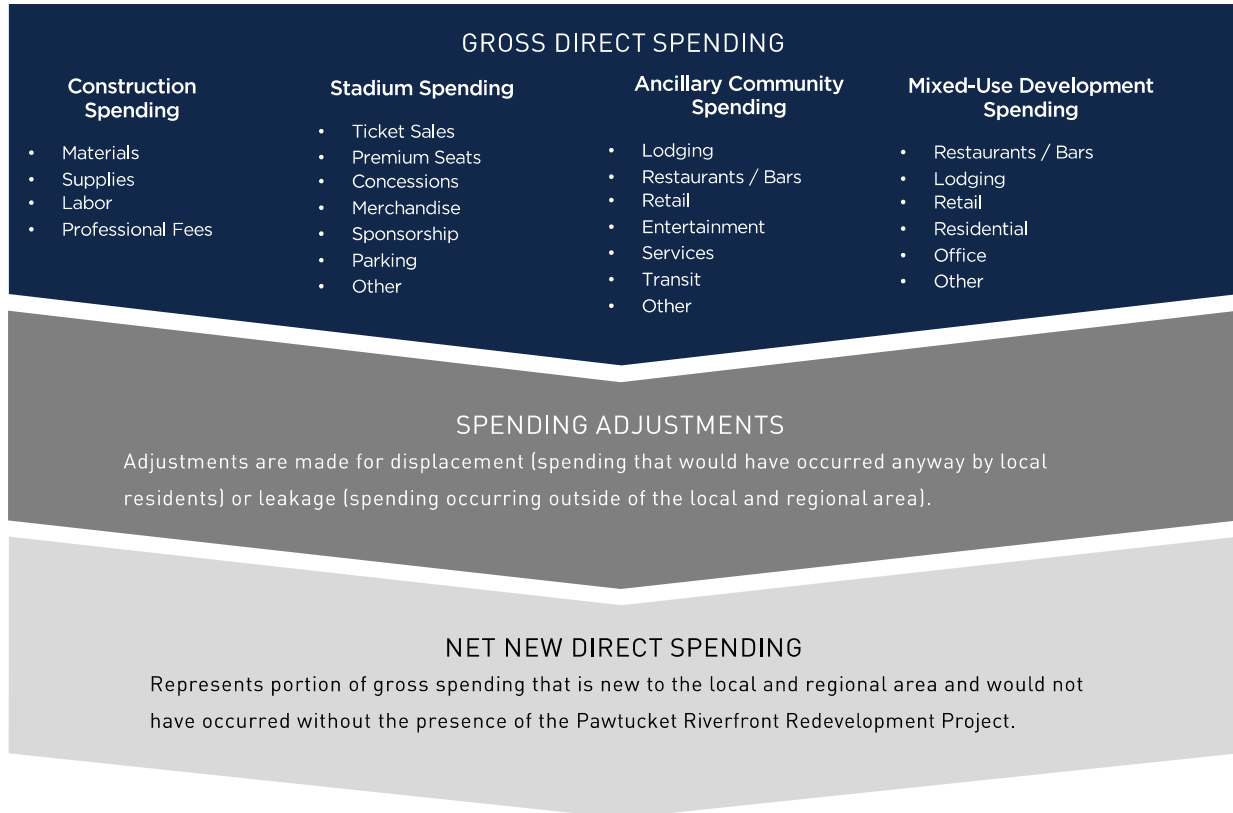 GROSS DIRECT SPENDING
Construction
Spending
• Materials
• Supplies
• Labor
• Professional Fees
Stadium Spending
• Ticket Sales
• Premium Seats
• Concessions
• Merchandise
• Sponsorship
• Parking
• Other
Ancillary Community
Spending
• Lodging
• Restaurants / Bars
• Retail
• Entertainment
• Services
• Transit
• Other
Mixed-Use Development
Spending
• Restaurants / Bars
• Lodging
• Retail
• Residential
• Office
• Other
SPENDING ADJUSTMENTS
Adjustments are made for displacement (spending that would have occurred anyway by local
residents) or leakage (spending occurring outside of the local and regional area).
NET NEW DIRECT SPENDING
Represents portion of gross spending that is new to the local and regional area and would not
have occurred without the presence of the Pawtucket Riverfront Redevelopment Project.